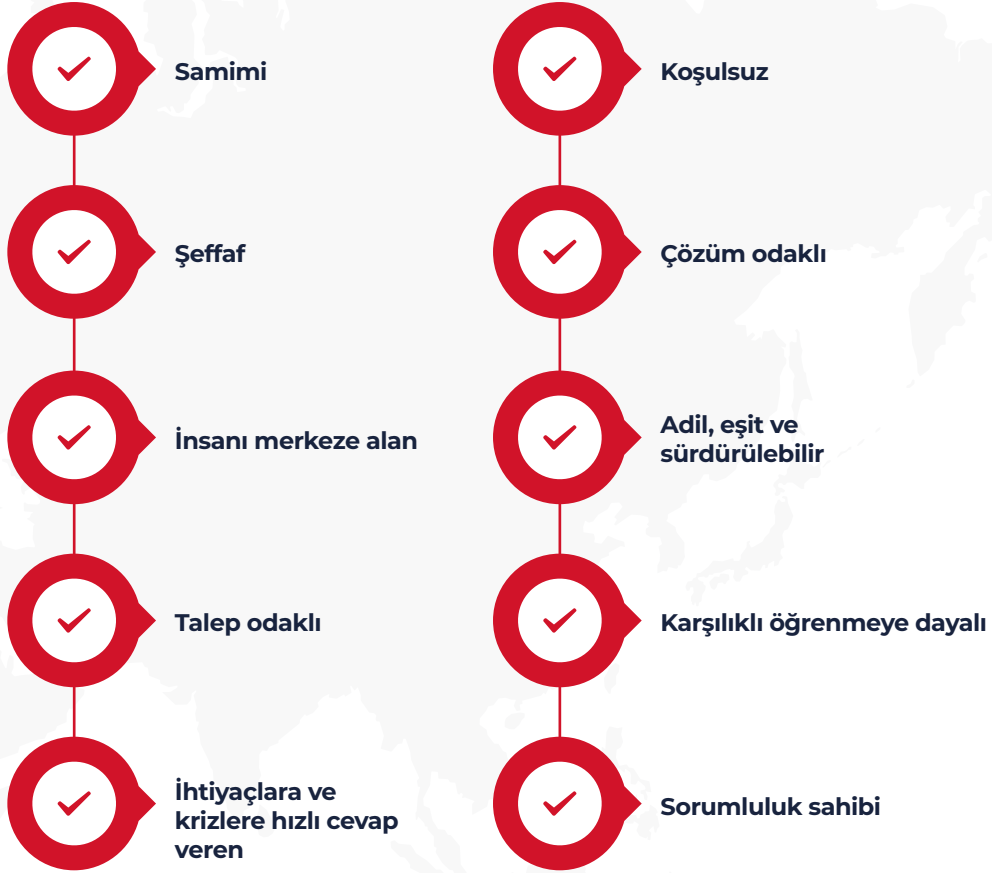 Samimi
Şeffaf
İnsanı merkeze alan
Talep odaklı
İhtiyaçlara ve
krizlere hızlı cevap
veren
Koşulsuz
Çözüm odaklı
Adil, eşit ve
sürdürülebilir
Karşılıklı öğrenmeye dayalı
Sorumluluk sahibi